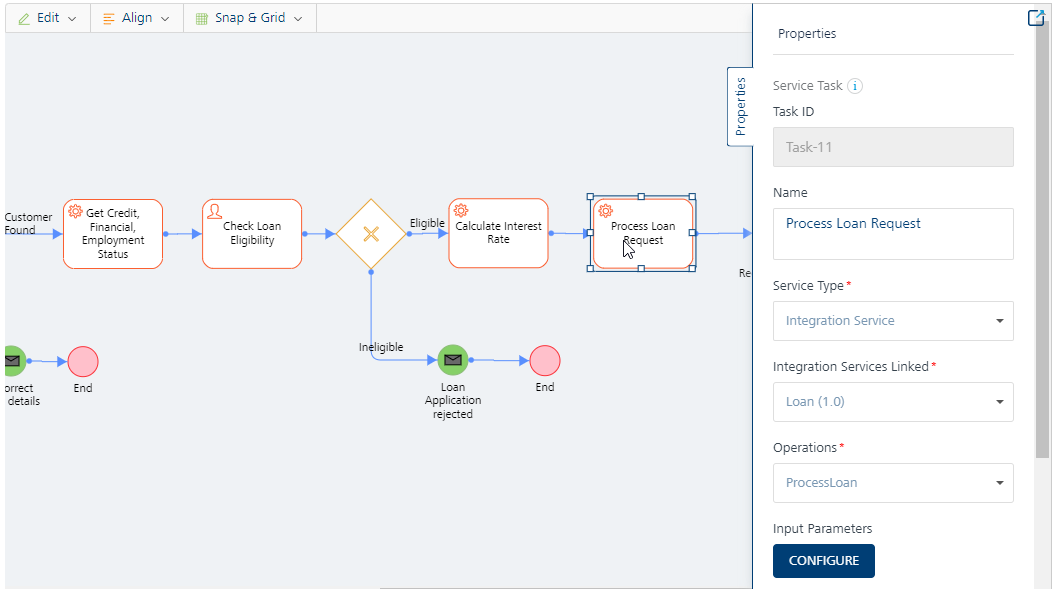 Edit
Align
Snap & Grid
Properties
Properties
Service Task
Task ID
Task-11
Name
Process Loan Request
Service Type *
Integration Service
Integration Services Linked *
Loan (1.0)
Operations *
ProcessLoan
Input Parameters
CONFIGURE
Customer
Found
Get Credit,
Financial,
Employment
Status
Check Loan
Eligibility
Eligible
Calculate Interest
Rate
Process Loan
Request
Re
Ineligible
orrect
details
End
Loan
Application
rejected
End